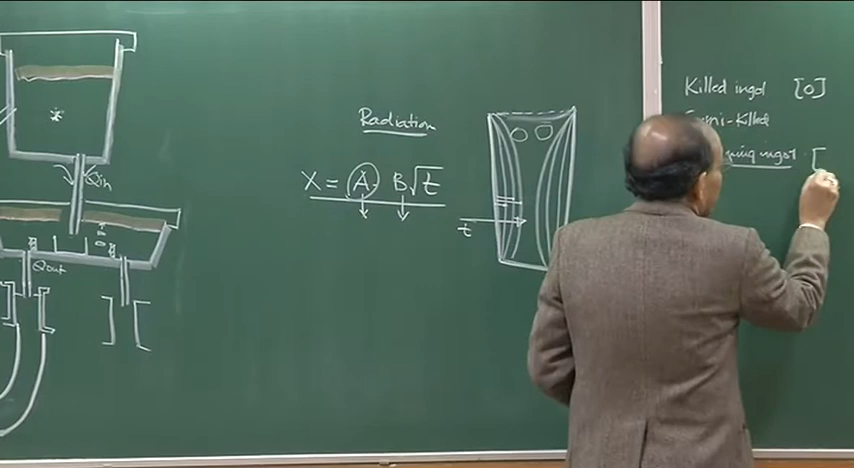 Radiation
X = A B√t
t
Qin
Qout
Killed ingot [O]
Semi-Killed
ingot [